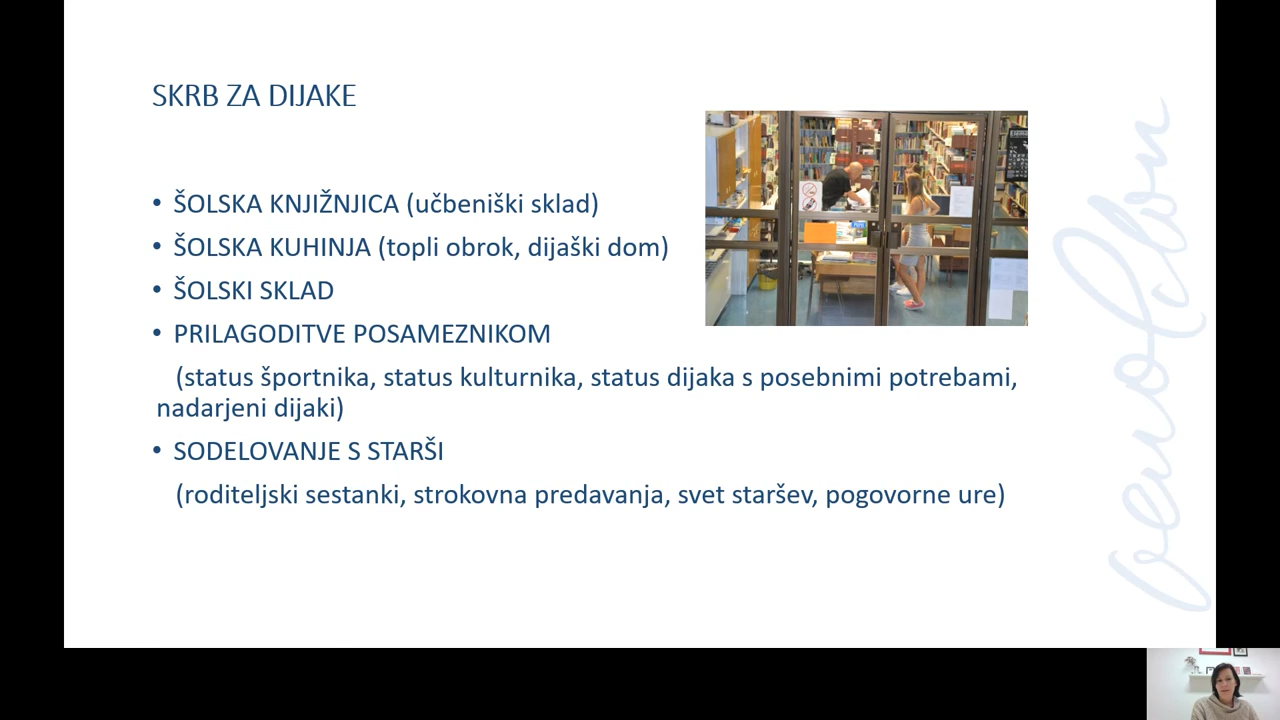 SKRB ZA DIJAKE
• ŠOLSKA KNJIŽNJICA (učbeniški sklad)
• ŠOLSKA KUHINJA (topli obrok, dijaški dom)
• ŠOLSKI SKLAD
• PRILAGODITVE POSAMEZNIKOM
(status športnika, status kulturnika, status dijaka s posebnimi potrebami,
nadarjeni dijaki)
• SODELOVANJE S STARŠI
(roditeljski sestanki, strokovna predavanja, svet staršev, pogovorne ure)